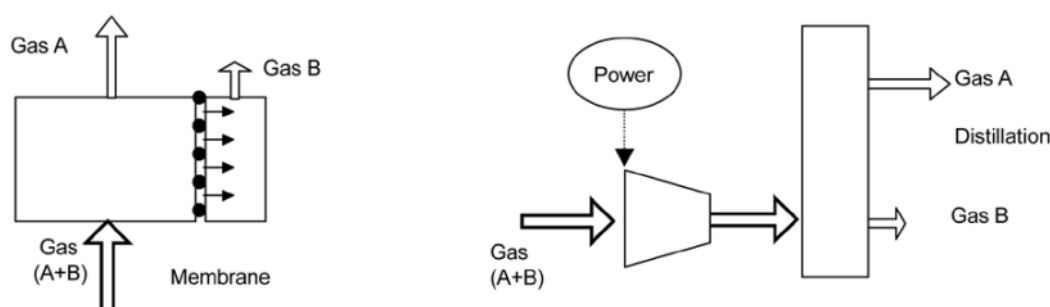 Gas A
Gas B
Gas
(A+B)
Membrane
Power
Gas
(A+B)
Gas A
Distillation
Gas B